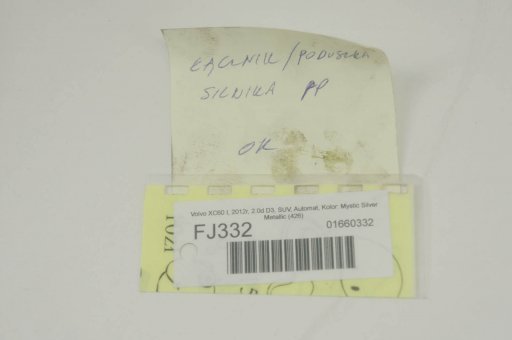 ŁĄCZNIK / PODUSZKA
SILNIKA PP
OK
Volvo XC60 I, 2012r, 2.0d D3, SUV, Automat, Kolor: Mystic Silver
Metallic (426)
FJ332
01660332